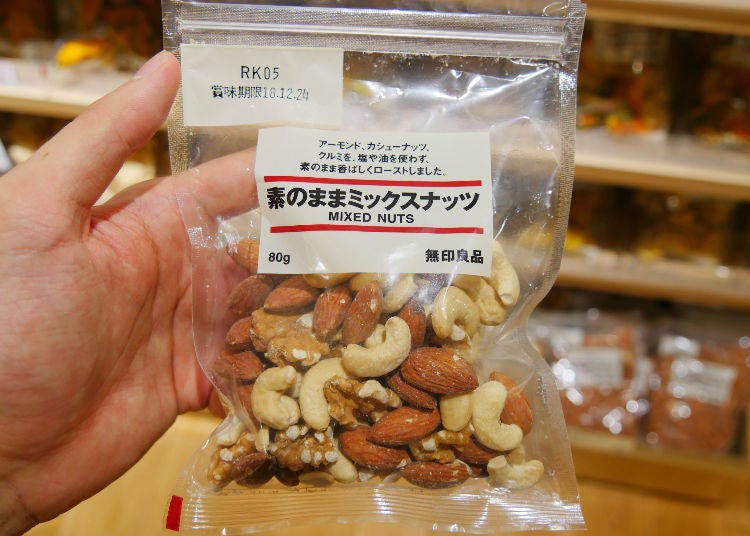 RK05
賞味期限18.12.24
アーモンド、カシューナッツ、
クルミを、塩や油を使わず、
素のまま香ばしくローストしました。
素のままミックスナッツ
MIXED NUTS
80g 無印良品